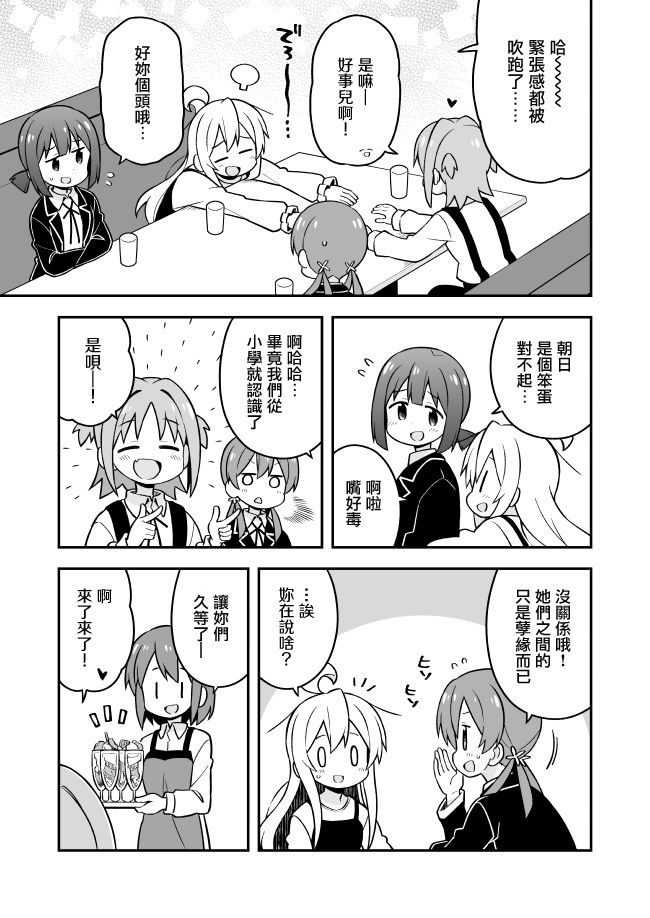 哈～～～～～
緊張感都被
吹跑了……
是嘛—
好事兒啊！
でろ～ん…
好妳個頭哦…
朝日
是個笨蛋
對不起…
啊啦
嘴好毒
啊哈哈…
畢竟我們從
小學就認識了
是唄—！
沒關係哦！
她們之間的
只是孽緣而已
ヒソ
ヒソ
…誒
妳在說啥？
讓妳們
久等了—
啊
來了來了！